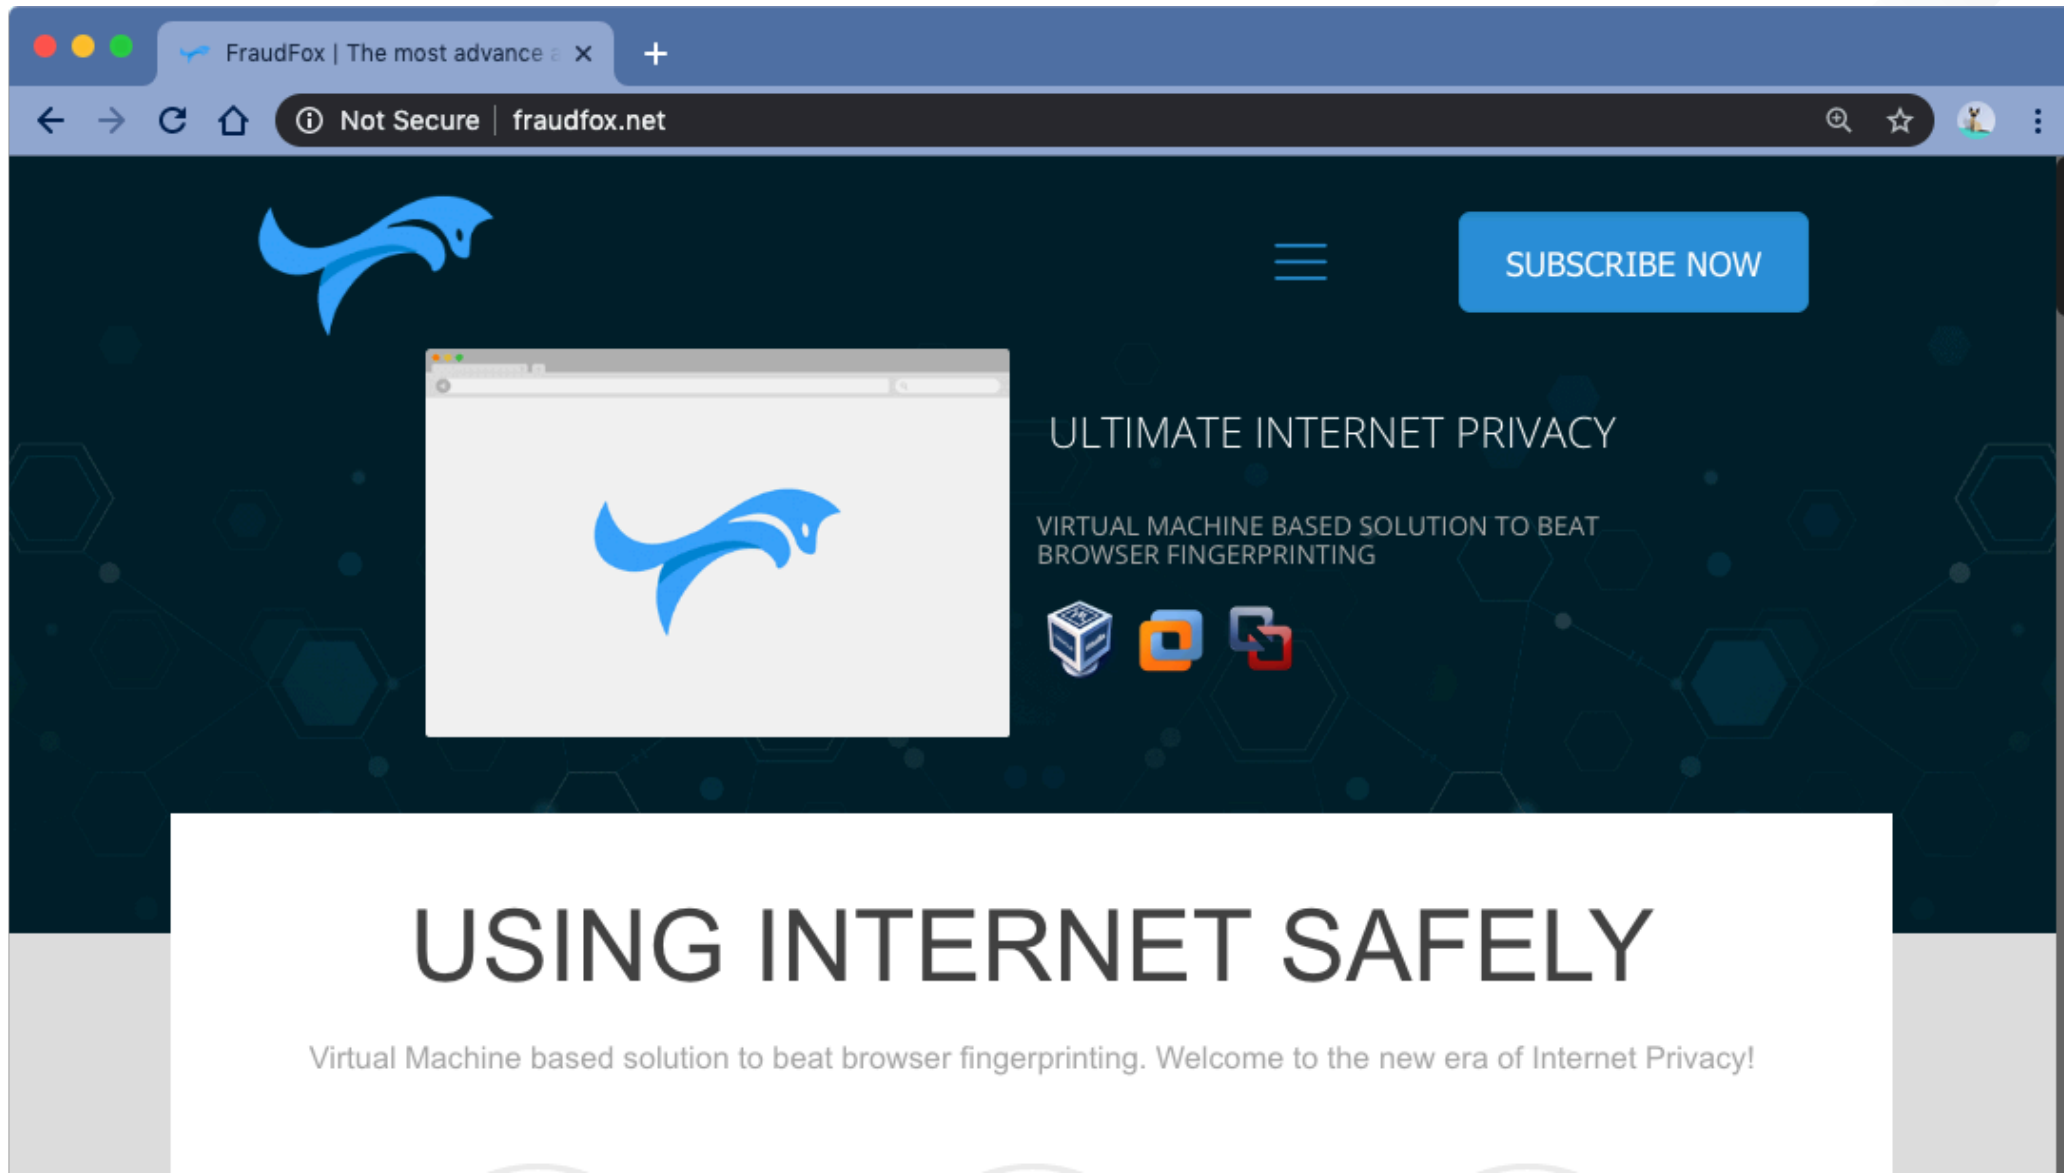 FraudFox | The most advance a
Not Secure | fraudfox.net
SUBSCRIBE NOW
ULTIMATE INTERNET PRIVACY
VIRTUAL MACHINE BASED SOLUTION TO BEAT
BROWSER FINGERPRINTING
USING INTERNET SAFELY
Virtual Machine based solution to beat browser fingerprinting. Welcome to the new era of Internet Privacy!